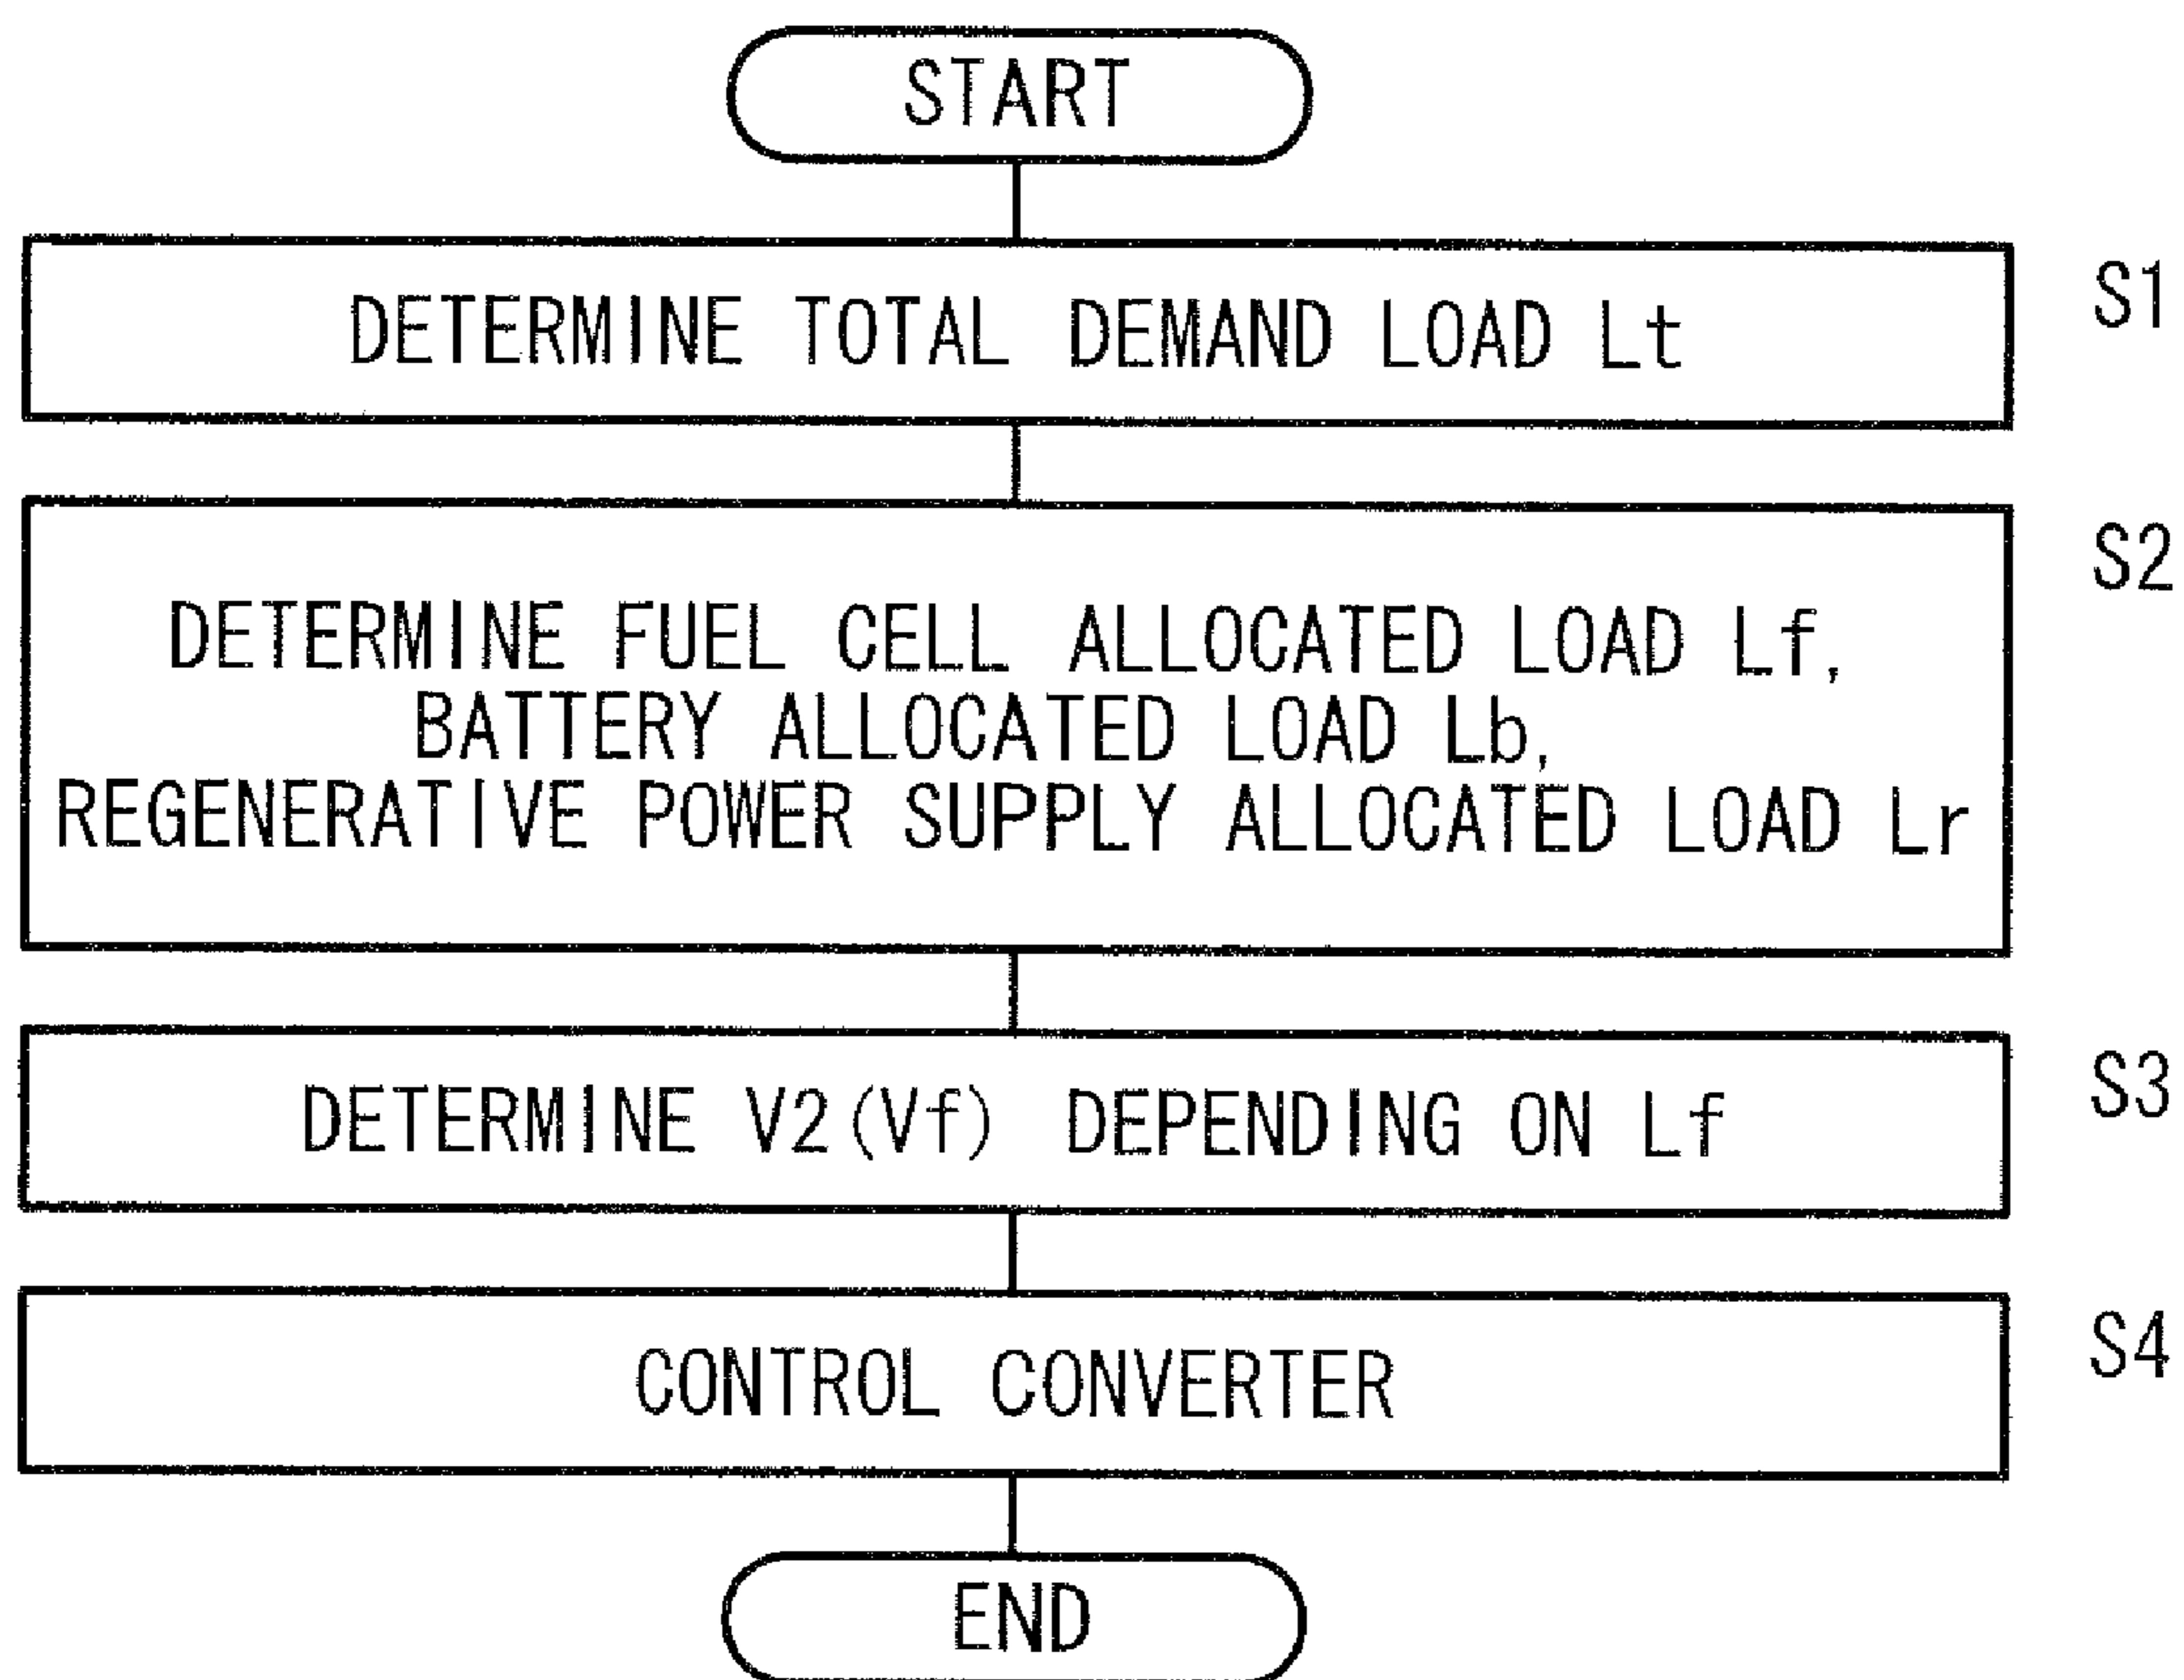 START
DETERMINE TOTAL DEMAND LOAD Lt
S1
DETERMINE FUEL CELL ALLOCATED LOAD Lf,
BATTERY ALLOCATED LOAD Lb,
REGENERATIVE POWER SUPPLY ALLOCATED LOAD Lr
S2
DETERMINE V2(Vf) DEPENDING ON Lf
S3
CONTROL CONVERTER
S4
END